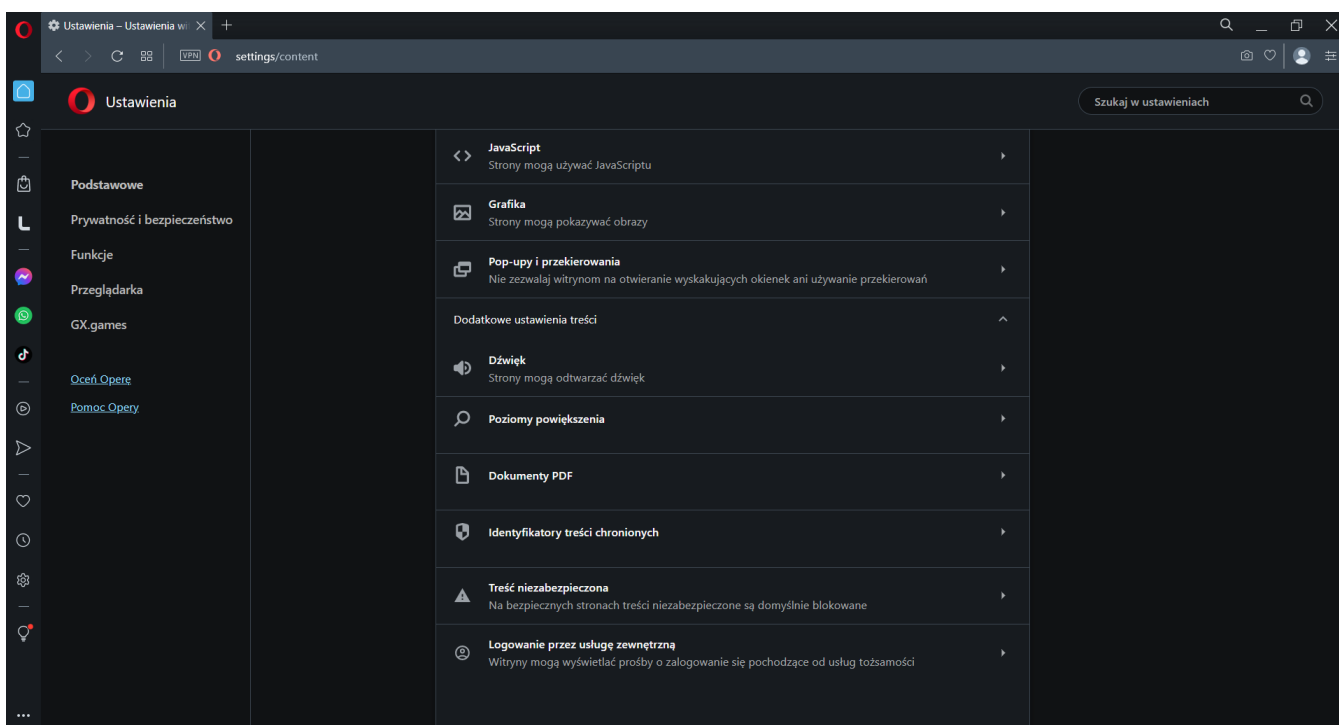 Ustawienia – Ustawienia wi
VPN
settings/content
Ustawienia
Szukaj w ustawieniach
Podstawowe
Prywatność i bezpieczeństwo
Funkcje
Przeglądarka
GX.games
Oceń Operę
Pomoc Opery
JavaScript
Strony mogą używać JavaScriptu
Grafika
Strony mogą pokazywać obrazy
Pop-upy i przekierowania
Nie zezwalaj witrynom na otwieranie wyskakujących okienek ani używanie przekierowań
Dodatkowe ustawienia treści
Dźwięk
Strony mogą odtwarzać dźwięk
Poziomy powiększenia
Dokumenty PDF
Identyfikatory treści chronionych
Treść niezabezpieczona
Na bezpiecznych stronach treści niezabezpieczone są domyślnie blokowane
Logowanie przez usługę zewnętrzną
Witryny mogą wyświetlać prośby o zalogowanie się pochodzące od usług tożsamości